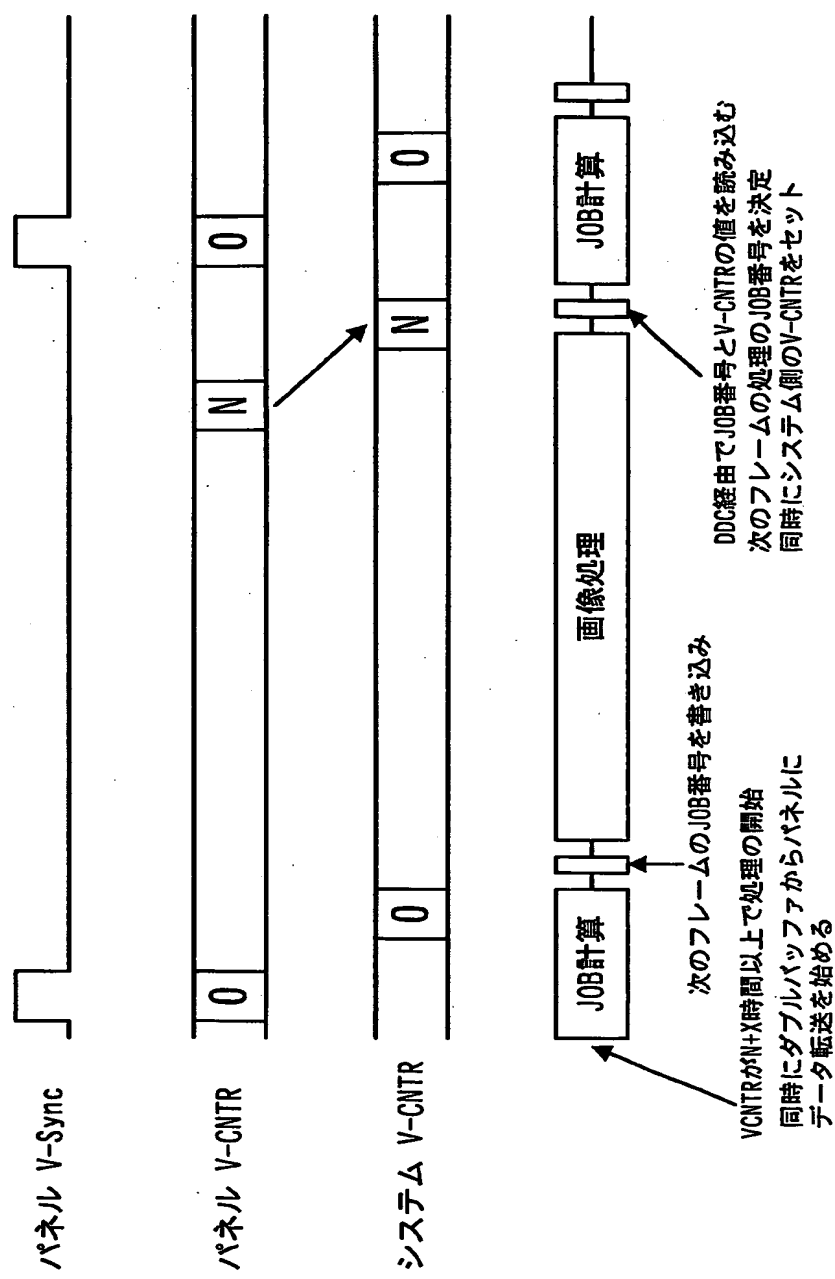 パネル V-Sync
パネル V-CNTR
0
N
0
システム V-CNTR
0
N
0
JOB計算
画像処理
JOB計算
VCNTRがN+X時間以上で処理の開始
同時にダブルバッファからパネルに
データ転送を始める
次のフレームのJOB番号を書き込み
DDC経由でJOB番号とV-CNTRの値を読み込む
次のフレームの処理のJOB番号を決定
同時にシステム側のV-CNTRをセット